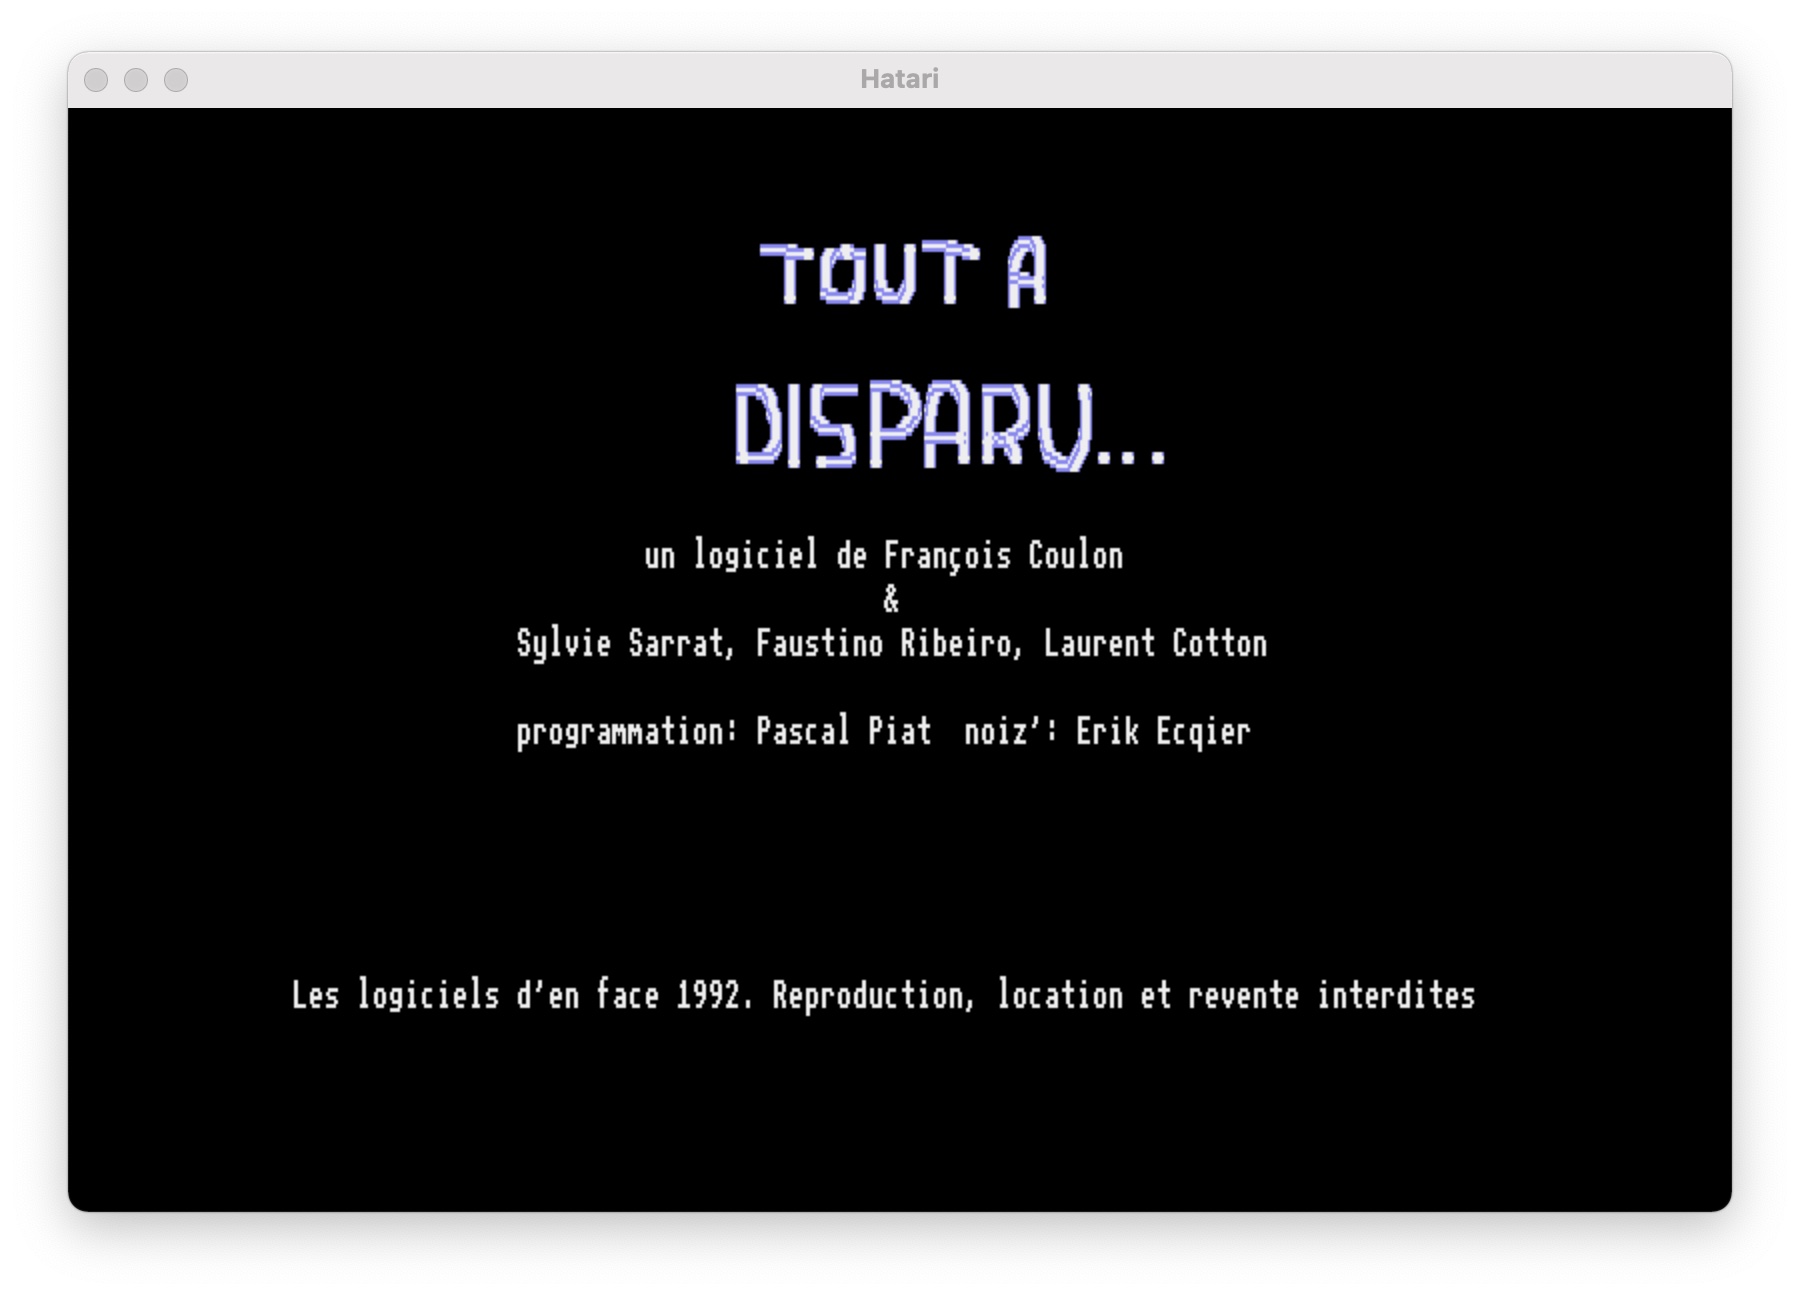 Hatari
TOUT A
DISPARU...
un logiciel de François Coulon
&
Sylvie Sarrat, Faustino Ribeiro, Laurent Cotton
programmation: Pascal Piat  noiz': Erik Ecqier
Les logiciels d'en face 1992. Reproduction, location et revente interdites